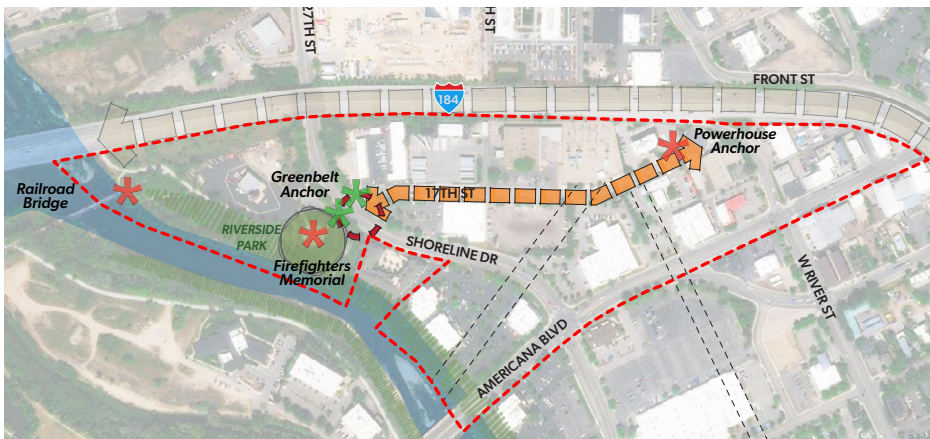 27TH ST
H ST
FRONT ST
184
Powerhouse
Anchor
Greenbelt
Anchor
17TH ST
Railroad
Bridge
RIVERSIDE
PARK
SHORELINE DR
Firefighters
Memorial
W RIVER ST
AMERICANA BLVD